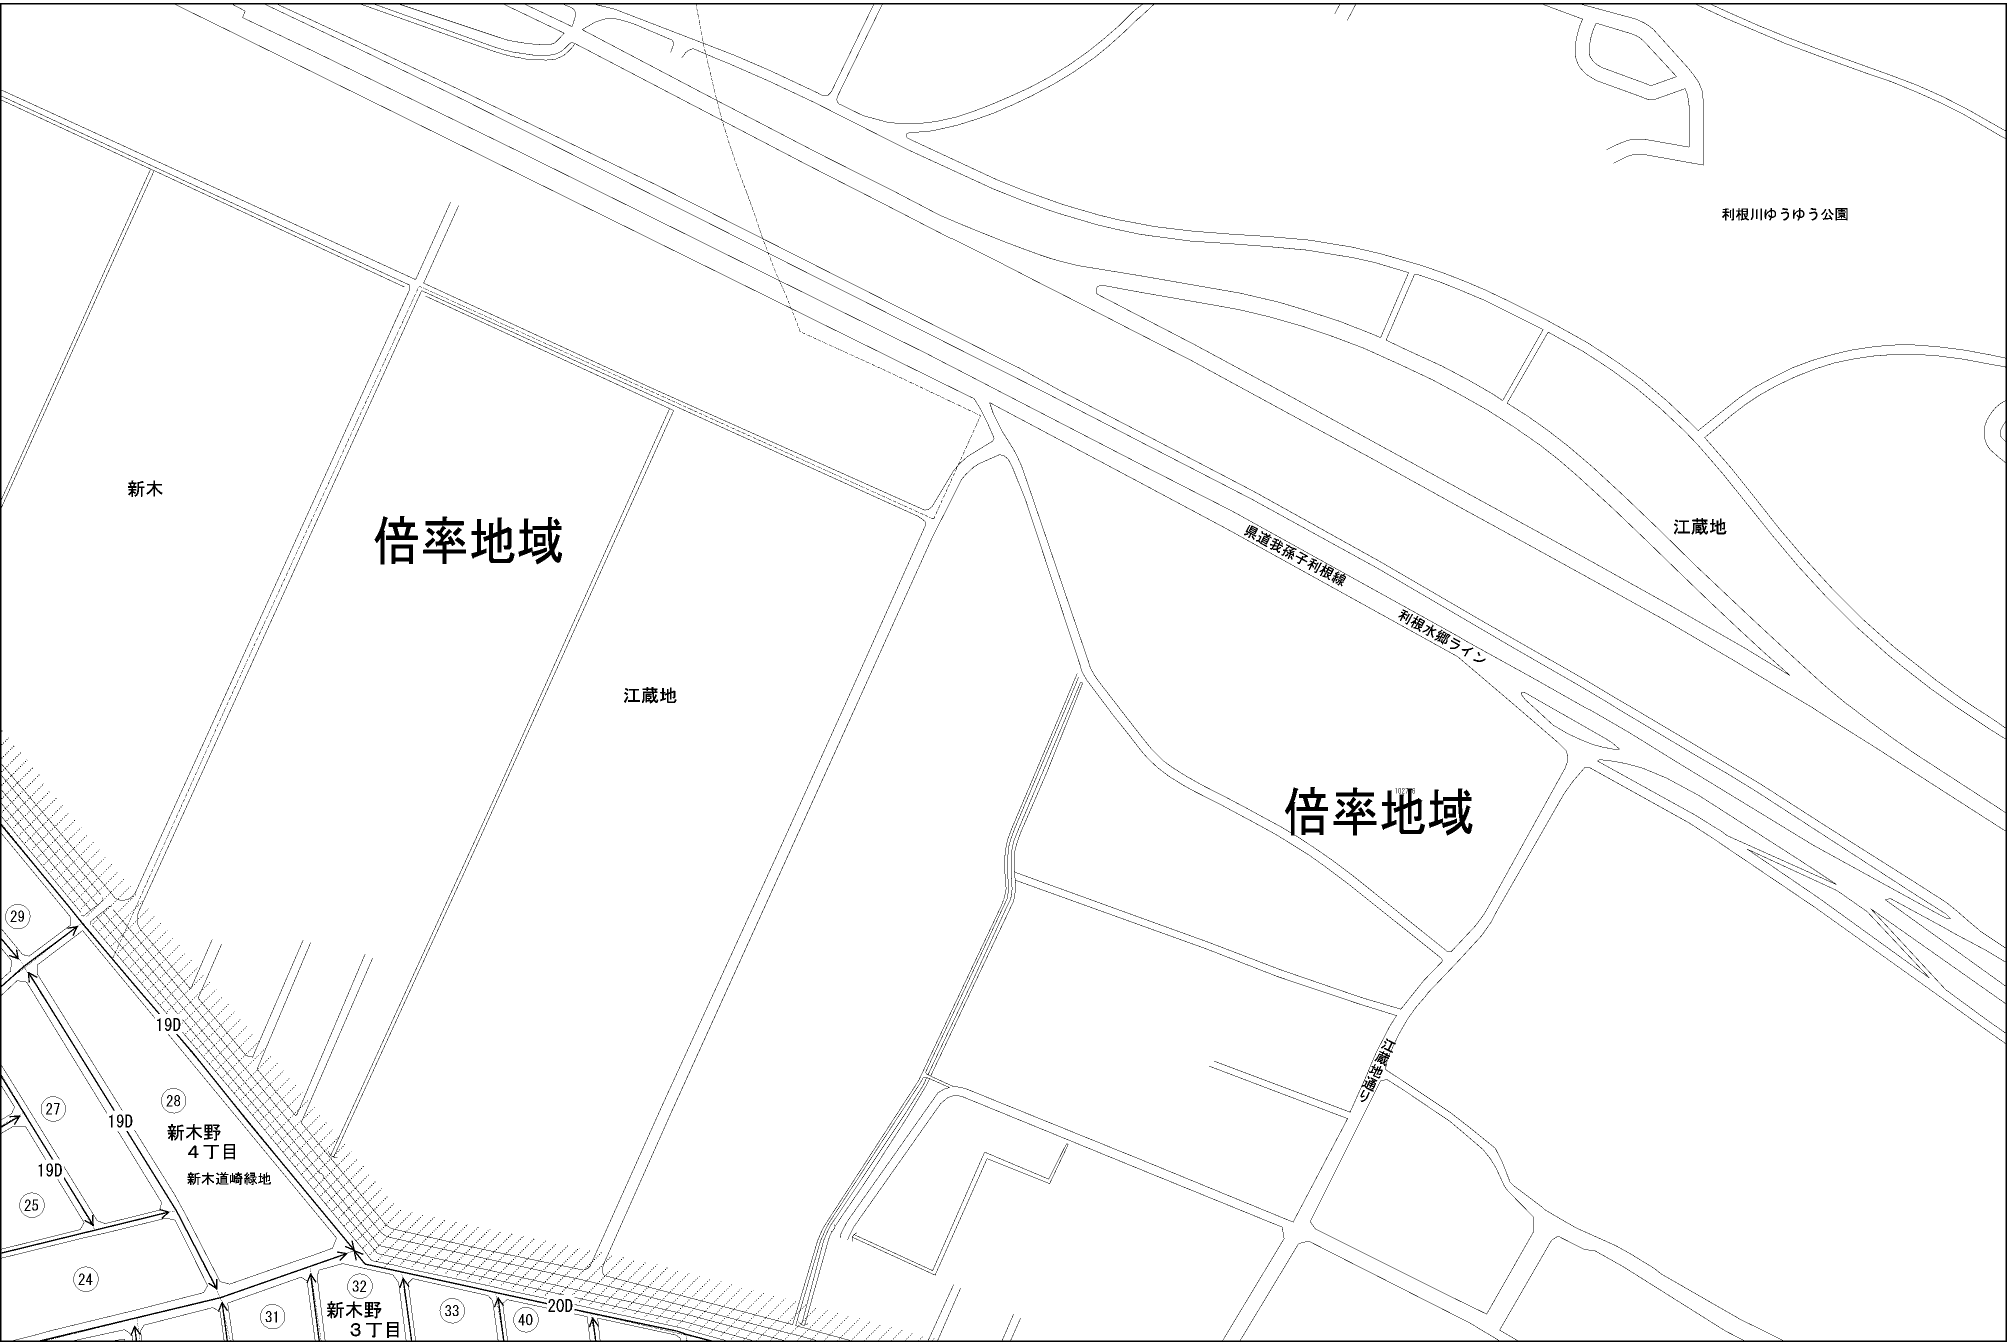 利根川ゆうゆう公園
新木
倍率地域
県道我孫子利根線
江蔵地
利根水郷ライン
江蔵地
倍率地域
29
19D
江蔵地通り
28
27
19D
新木野
4丁目
19D
新木道崎緑地
25
24
32
20D
新木野
3丁目
31
33
40